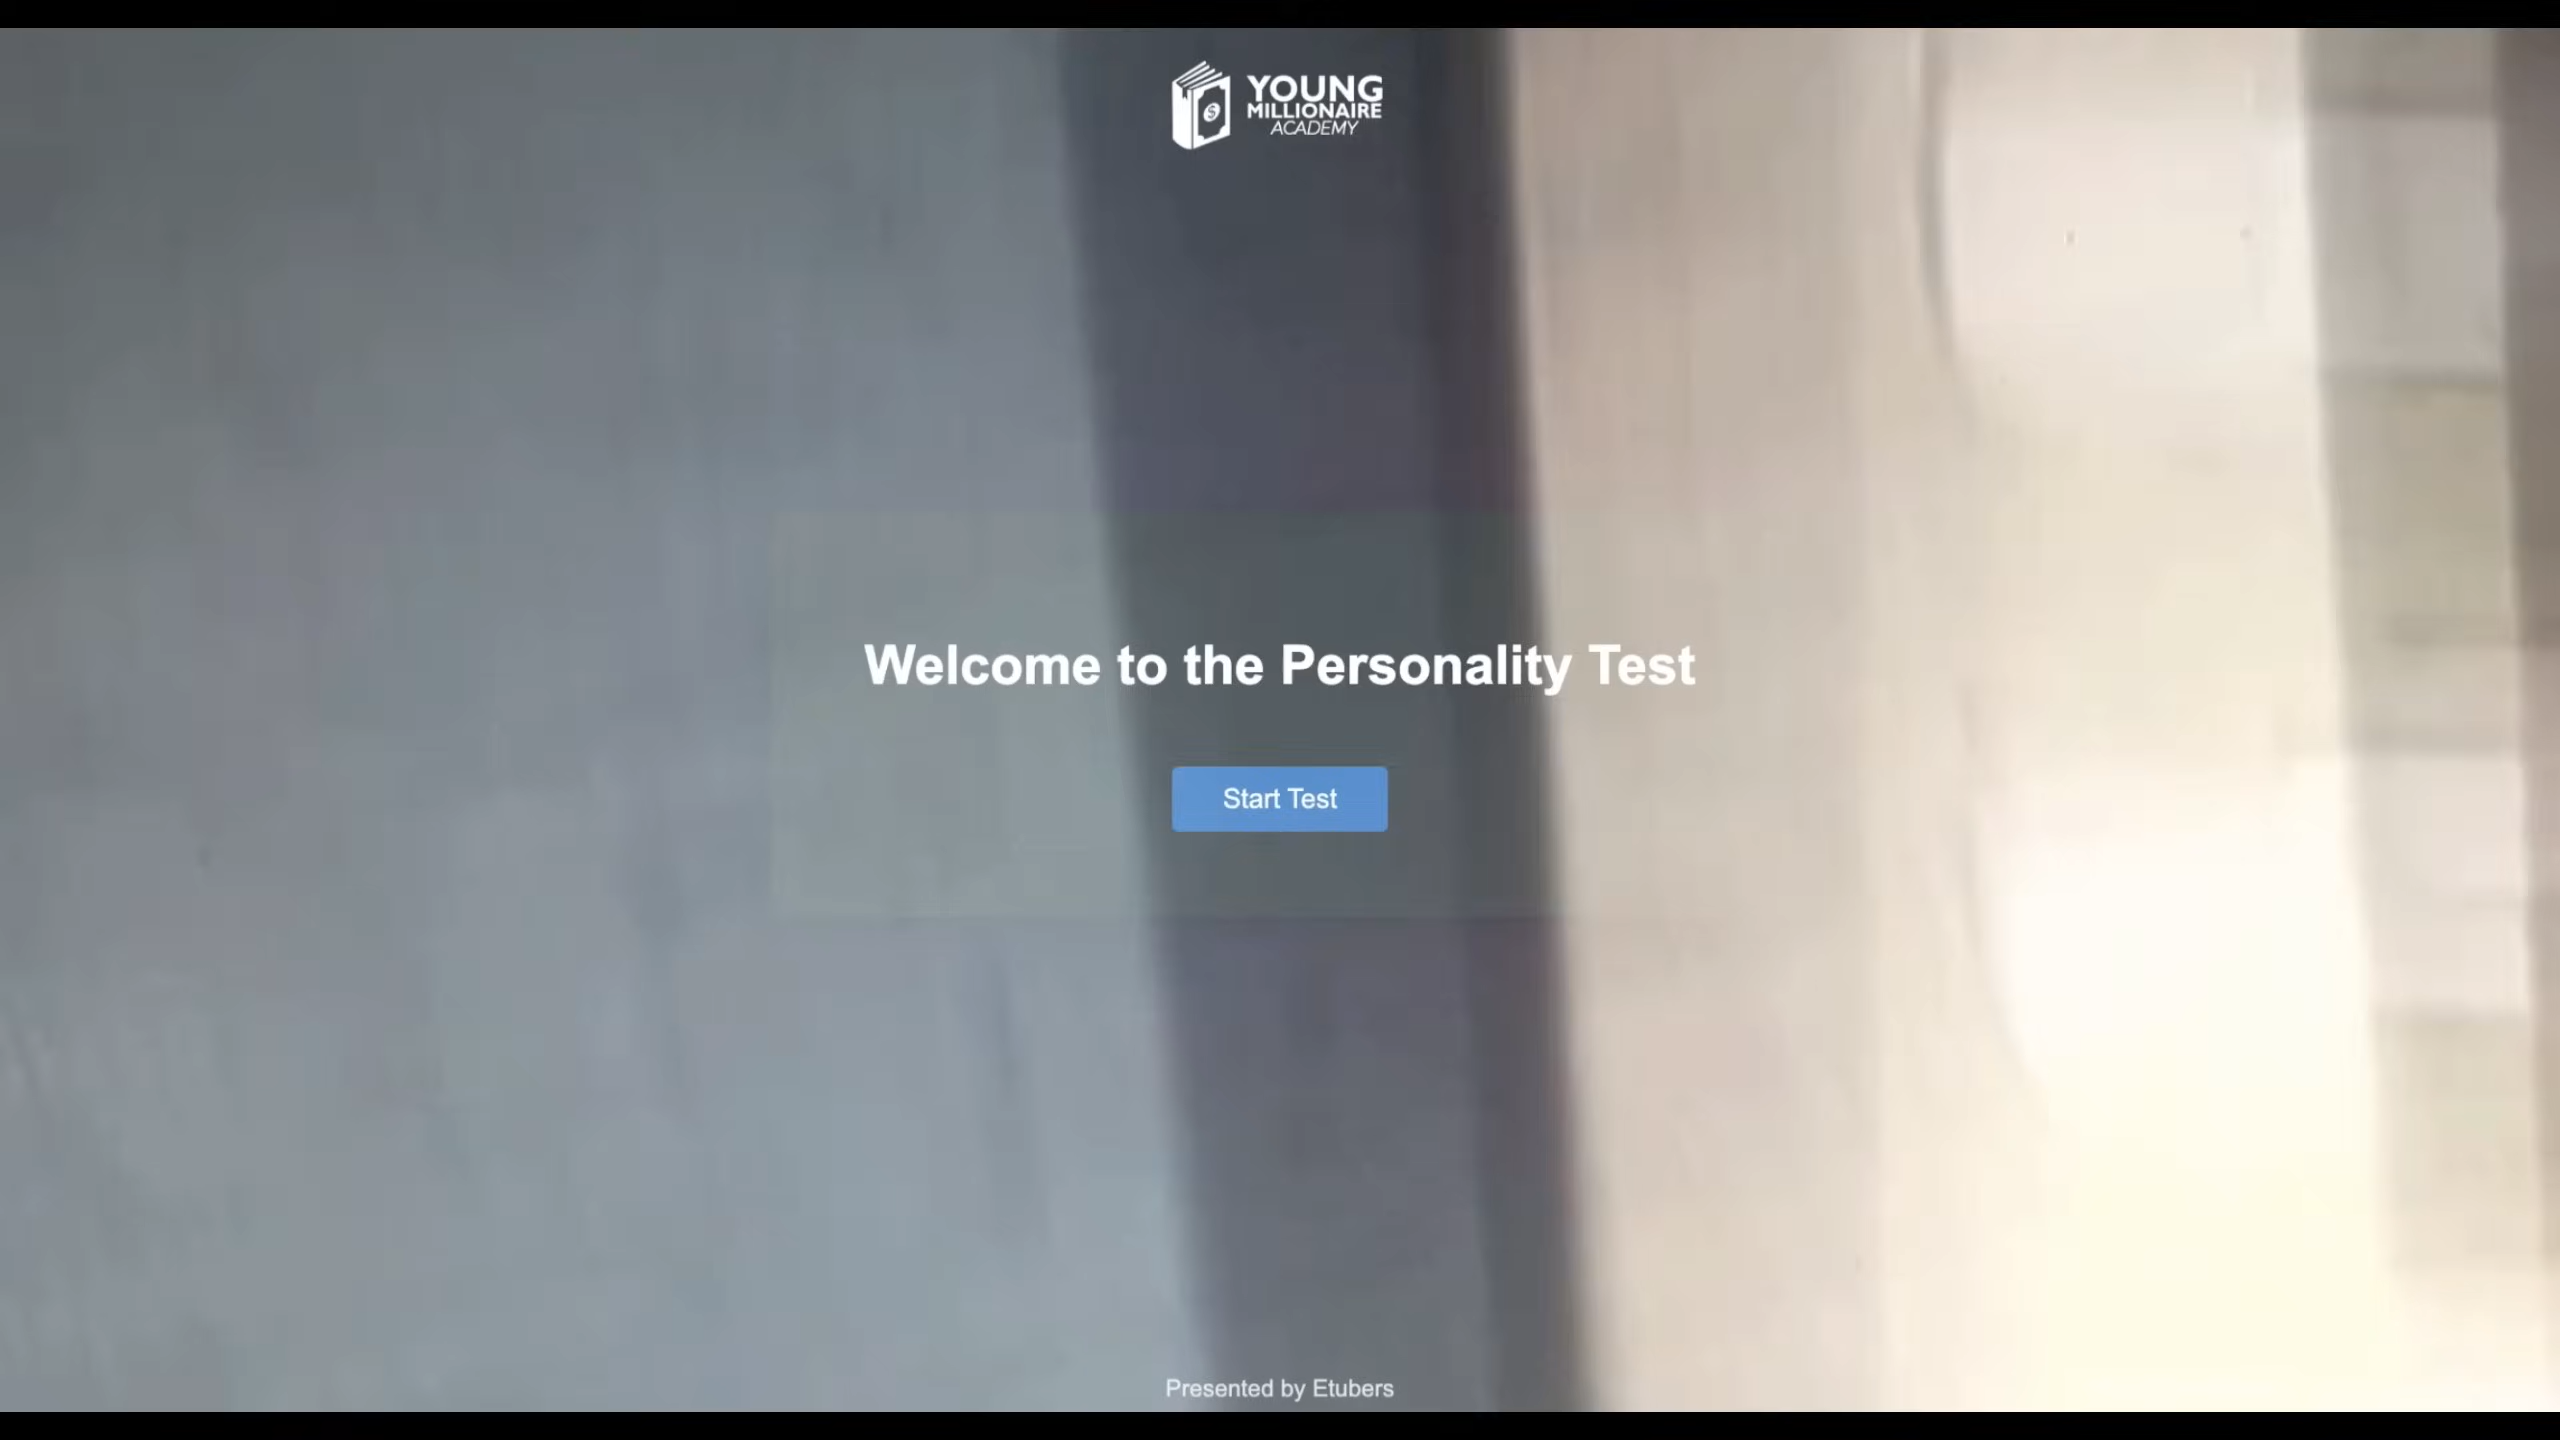 YOUNG
MILLIONAIRE
ACADEMY
Welcome to the Personality Test
Start Test
Presented by Etubers